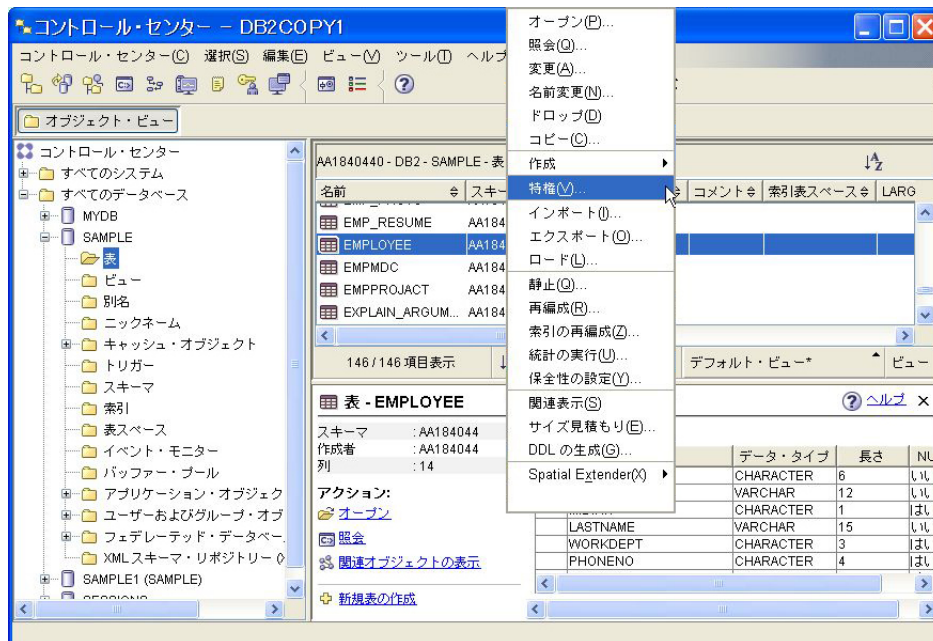 コントロール・センター - DB2COPY1
コントロール・センター(C) 選択(S) 編集(E) ビュー(V) ツール(T) ヘルプ
オブジェクト・ビュー
コントロール・センター
すべてのシステム
すべてのデータベース
MYDB
SAMPLE
表
ビュー
別名
ニックネーム
キャッシュ・オブジェクト
トリガー
スキーマ
索引
表スペース
イベント・モニター
バッファー・プール
アプリケーション・オブジェク
ユーザーおよびグループ・オブ
フェデレーテッド・データベー
XMLスキーマ・リポジトリー
SAMPLE1 (SAMPLE)
AA1840440 - DB2 - SAMPLE - 表
名前 スキー コメント 索引表スペース LARG
EMP_RESUME AA184
EMPLOYEE AA184
EMPMDC AA184
EMPPROJACT AA184
EXPLAIN_ARGUM... AA184
146 / 146 項目表示 デフォルト・ビュー* ビュー
表 - EMPLOYEE ヘルプ
スキーマ : AA184044
作成者 : AA184044
列 : 14
アクション:
オープン
照会
関連オブジェクトの表示
新規表の作成
データ・タイプ 長さ NU
CHARACTER 6 いい
VARCHAR 12 いい
CHARACTER 1 はい
LASTNAME VARCHAR 15 いい
WORKDEPT CHARACTER 3 はい
PHONENO CHARACTER 4 はい
オープン(P)...
照会(Q)...
変更(A)...
名前変更(N)...
ドロップ(D)
コピー(C)...
作成
特権(V)...
インポート(I)...
エクスポート(O)...
ロード(L)...
静止(Q)...
再編成(R)...
索引の再編成(Z)...
統計の実行(U)...
保全性の設定(Y)...
関連表示(S)
サイズ見積もり(E)...
DDL の生成(G)...
Spatial Extender(X)